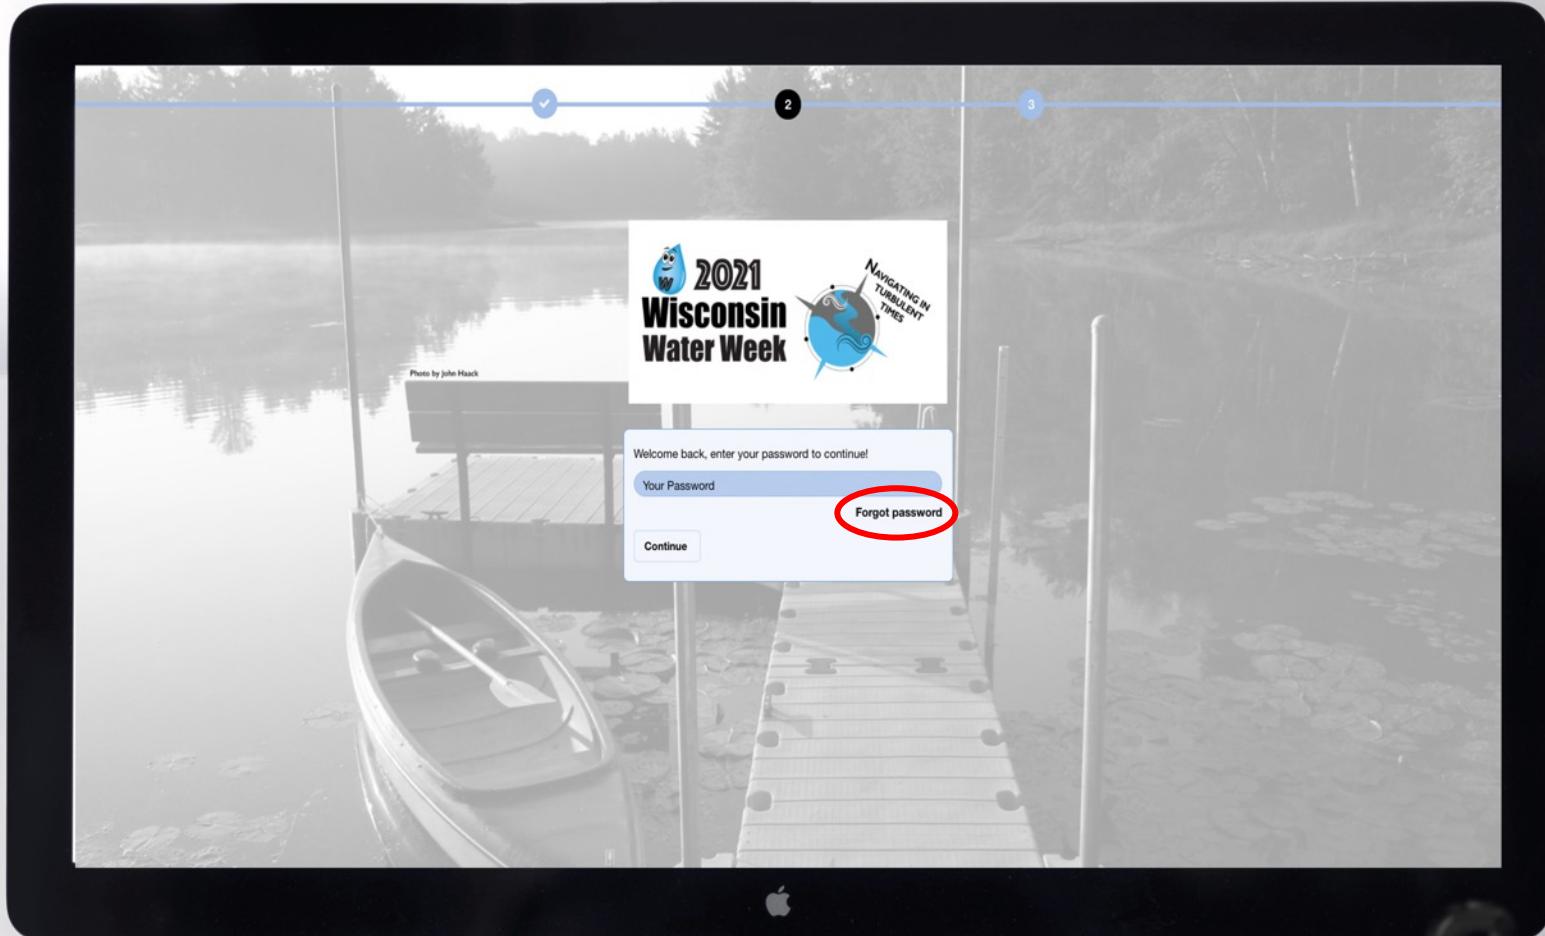 2
3
W
2021
Wisconsin
Water Week
NAVIGATING IN
TURBULENT
TIMES
Photo by John Haack
Welcome back, enter your password to continue!
Your Password
Forgot password
Continue